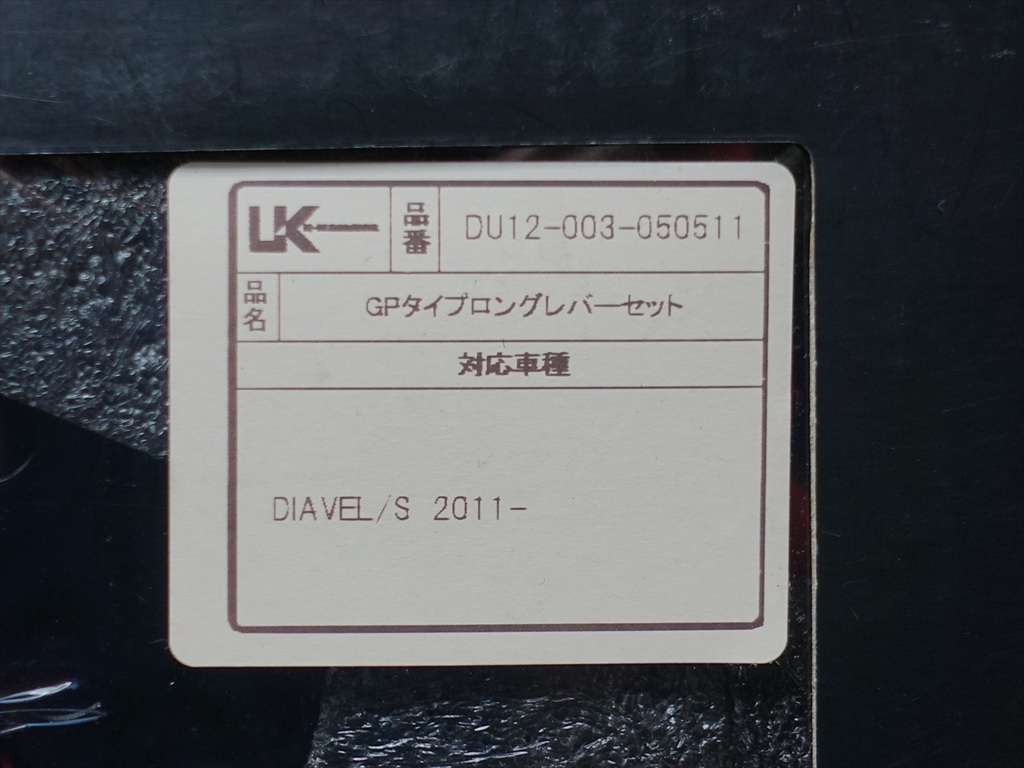 UK
品番
DU12-003-050511
品名
GPタイプロングレバーセット
対応車種
DIAVEL/S 2011-